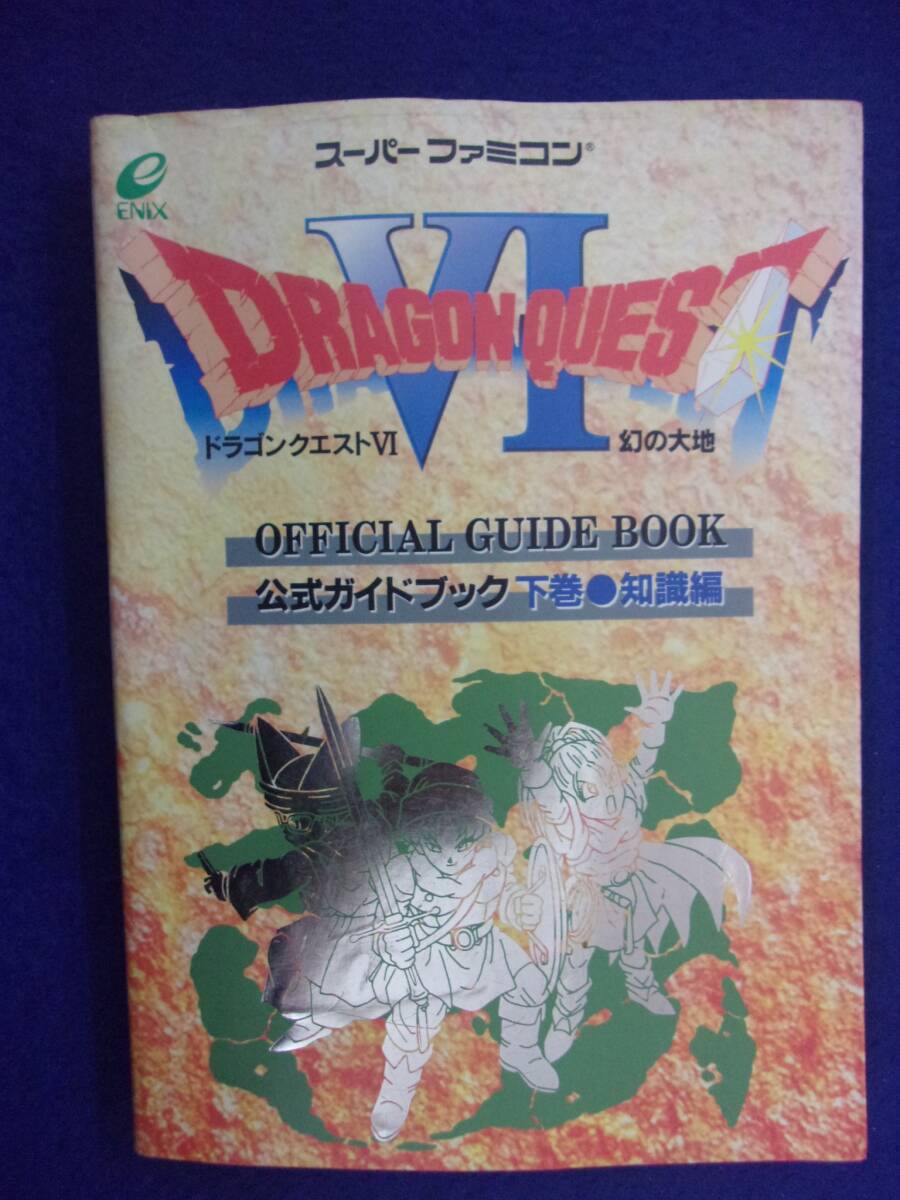 スーパーファミコン®
e
ENIX
VI
DRAGON QUEST
ドラゴンクエストVI 幻の大地
OFFICIAL GUIDE BOOK
公式ガイドブック 下巻●知識編